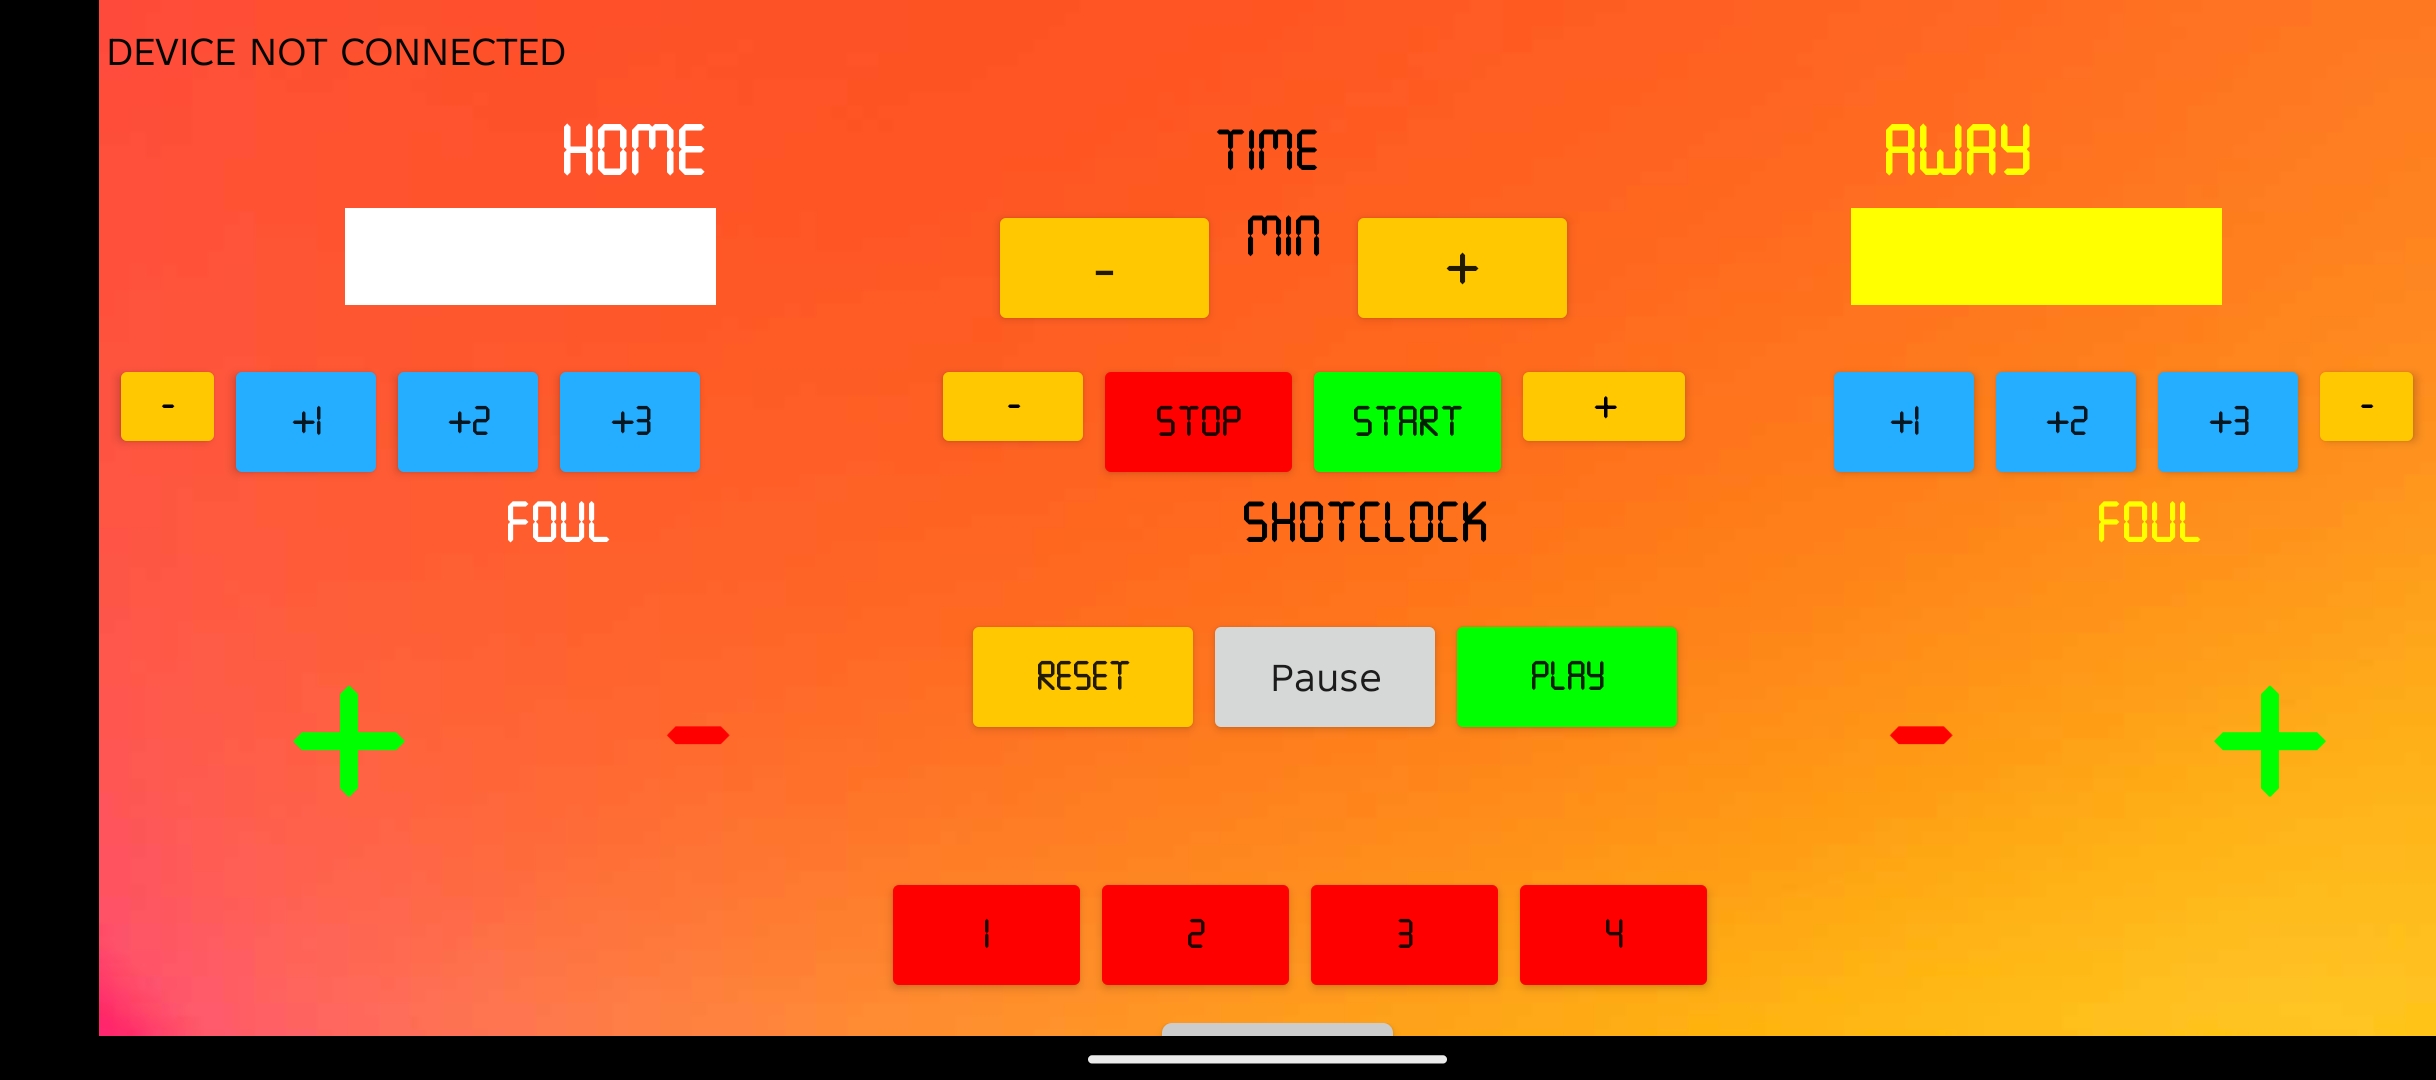 DEVICE NOT CONNECTED
HOME TIME AWAY
- MIN +
- +1 +2 +3 - STOP START + +1 +2 +3 -
FOUL SHOTCLOCK FOUL
RESET Pause PLAY
+ - - +
1 2 3 4